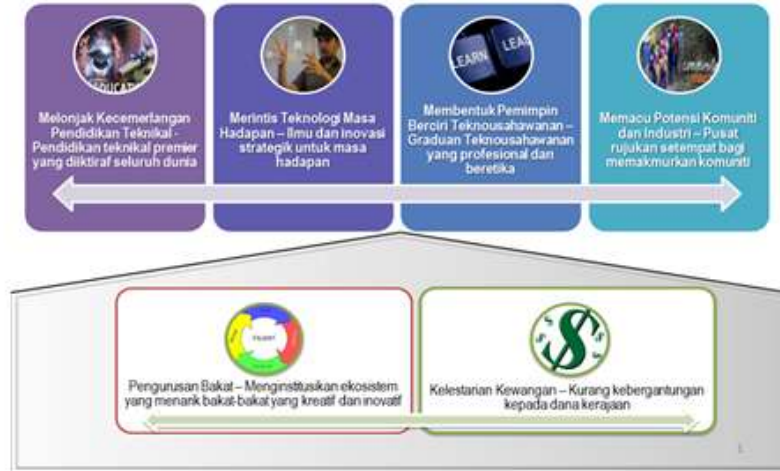 EDUCAT
LEARN
LEAD
Melonjak Kecemerlangan
Pendidikan Teknikal -
Pendidikan teknikal premier
yang diiktiraf seluruh dunia
Merintis Teknologi Masa
Hadapan – Ilmu dan inovasi
strategik untuk masa
hadapan
Membentuk Pemimpin
Berciri Teknousahawanan –
Graduan Teknousahawanan
yang profesional dan
beretika
Memacu Potensi Komuniti
dan Industri – Pusat
rujukan setempat bagi
memakmurkan komuniti
TALENT
Pengurusan Bakat – Menginstitusikan ekosistem
yang menarik bakat-bakat yang kreatif dan inovatif
Kelestarian Kewangan – Kurang kebergantungan
kepada dana kerajaan